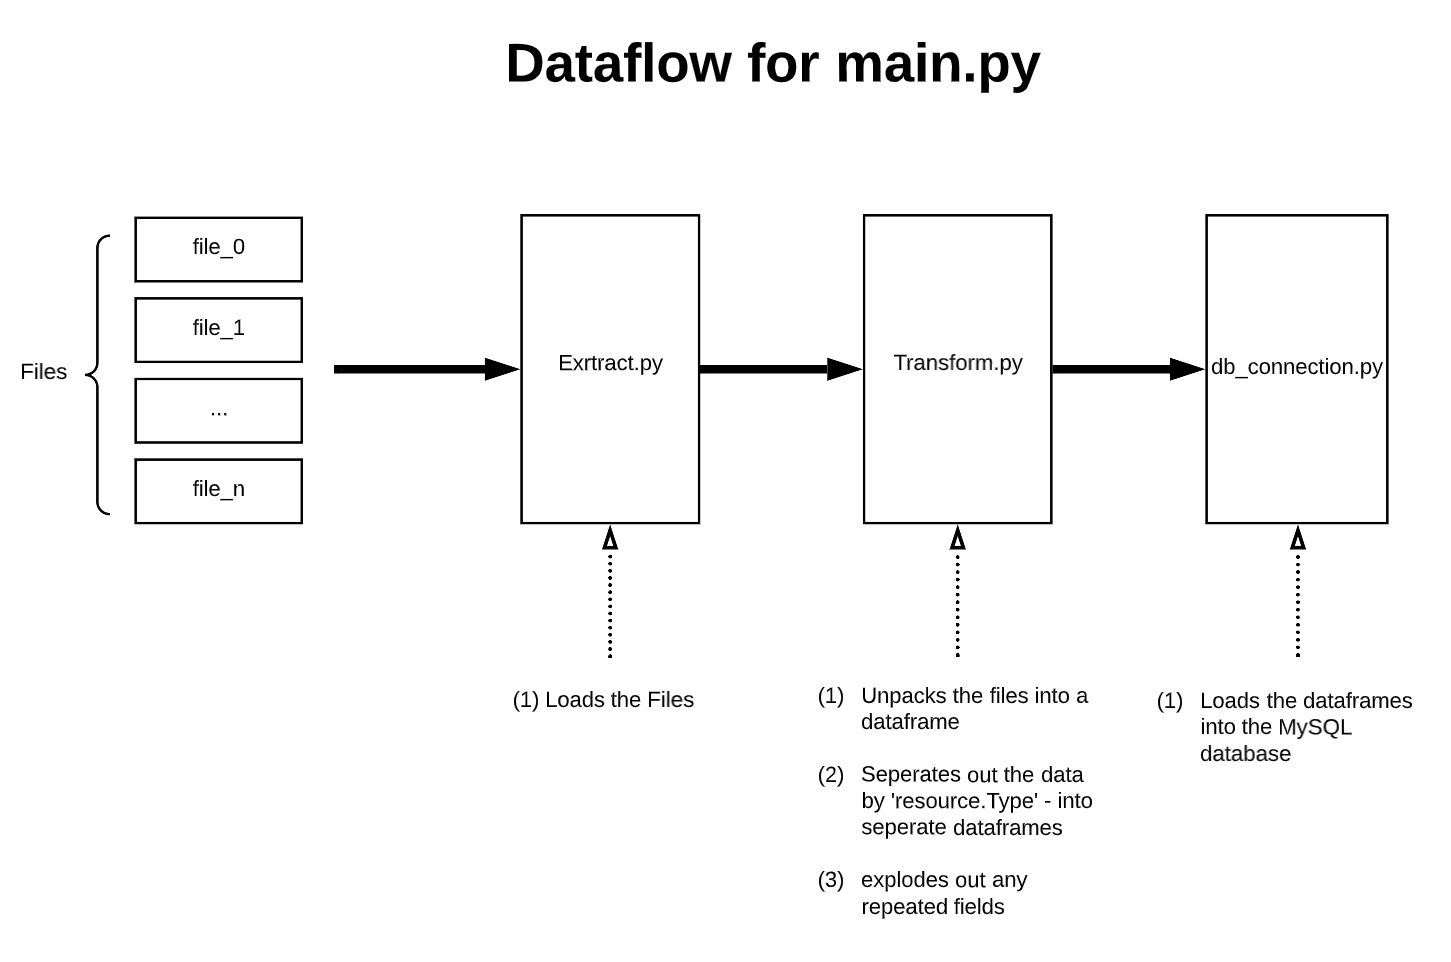 Dataflow for main.py
Files
file_0
file_1
...
file_n
Exrtract.py
Transform.py
db_connection.py
(1) Loads the Files
(1) Unpacks the files into a
dataframe
(2) Seperates out the data
by 'resource.Type' - into
seperate dataframes
(3) explodes out any
repeated fields
(1) Loads the dataframes
into the MySQL
database